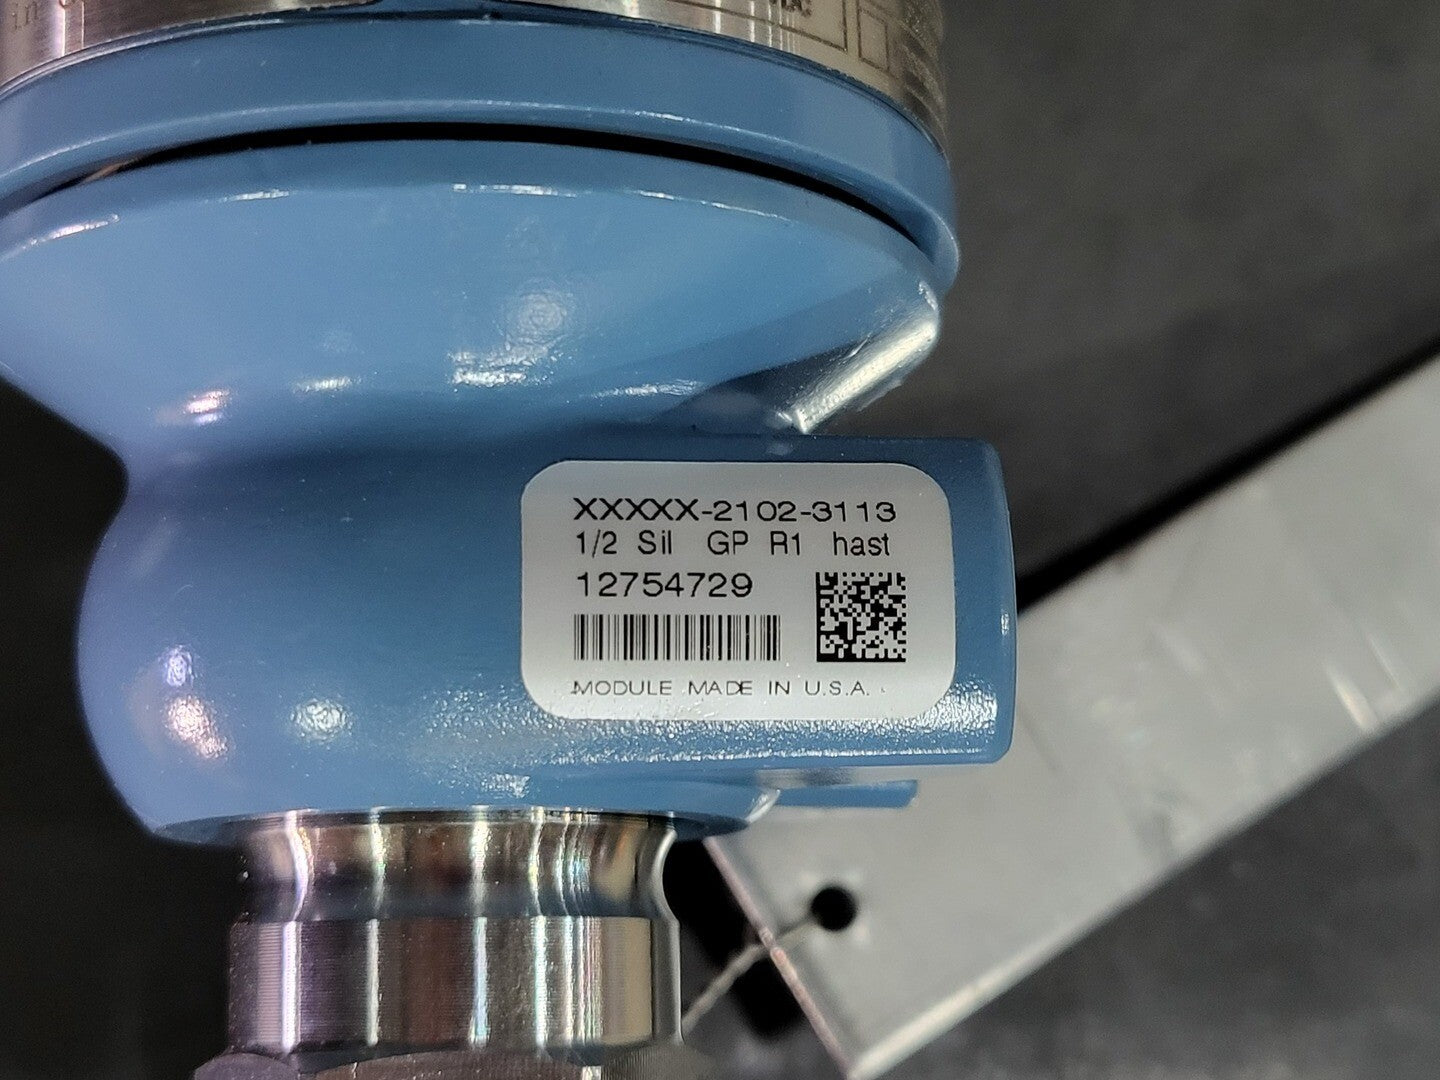 XXXXX-2102-3113
1/2 Sil GP R1 hast
12754729
MODULE MADE IN U.S.A.